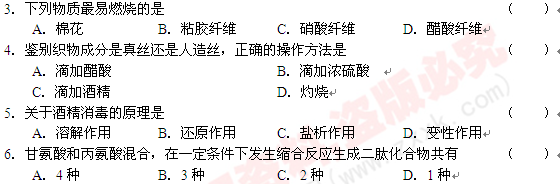 3．下列物质最易燃烧的是 （ ）
A．棉花 B．粘胶纤维 C．硝酸纤维 D．醋酸纤维
4．鉴别织物成分是真丝还是人造丝，正确的操作方法是 （ ）
A．滴加醋酸 B．滴加浓硫酸
C．滴加酒精 D．灼烧
5．关于酒精消毒的原理是 （ ）
A．溶解作用 B．还原作用 C．盐析作用 D．变性作用
6．甘氨酸和丙氨酸混合，在一定条件下发生缩合反应生成二肽化合物共有 （ ）
A．4种 B．3种 C．2种 D．1种